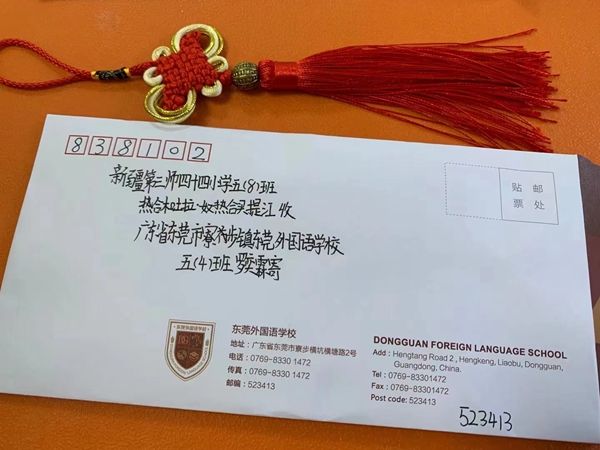 838102
新疆第三师四十四小学五(8)班
热合木吐拉·奴热合买提江收
贴 邮
票 处
广东省东莞市寮步镇东莞外国语学校
五(4)班 霖寄
东莞外国语学校
地址：广东省东莞市寮步横坑横塘路2号
电话：0769-8330 1472
传真：0769-8330 1472
邮编：523413
DONGGUAN FOREIGN LANGUAGE SCHOOL
Add : Hengtang Road 2 , Hengkeng, Liaobu, Dongguan,
Guangdong, China.
Tel : 0769-83301472
Fax : 0769-83301472
Post code: 523413
523413